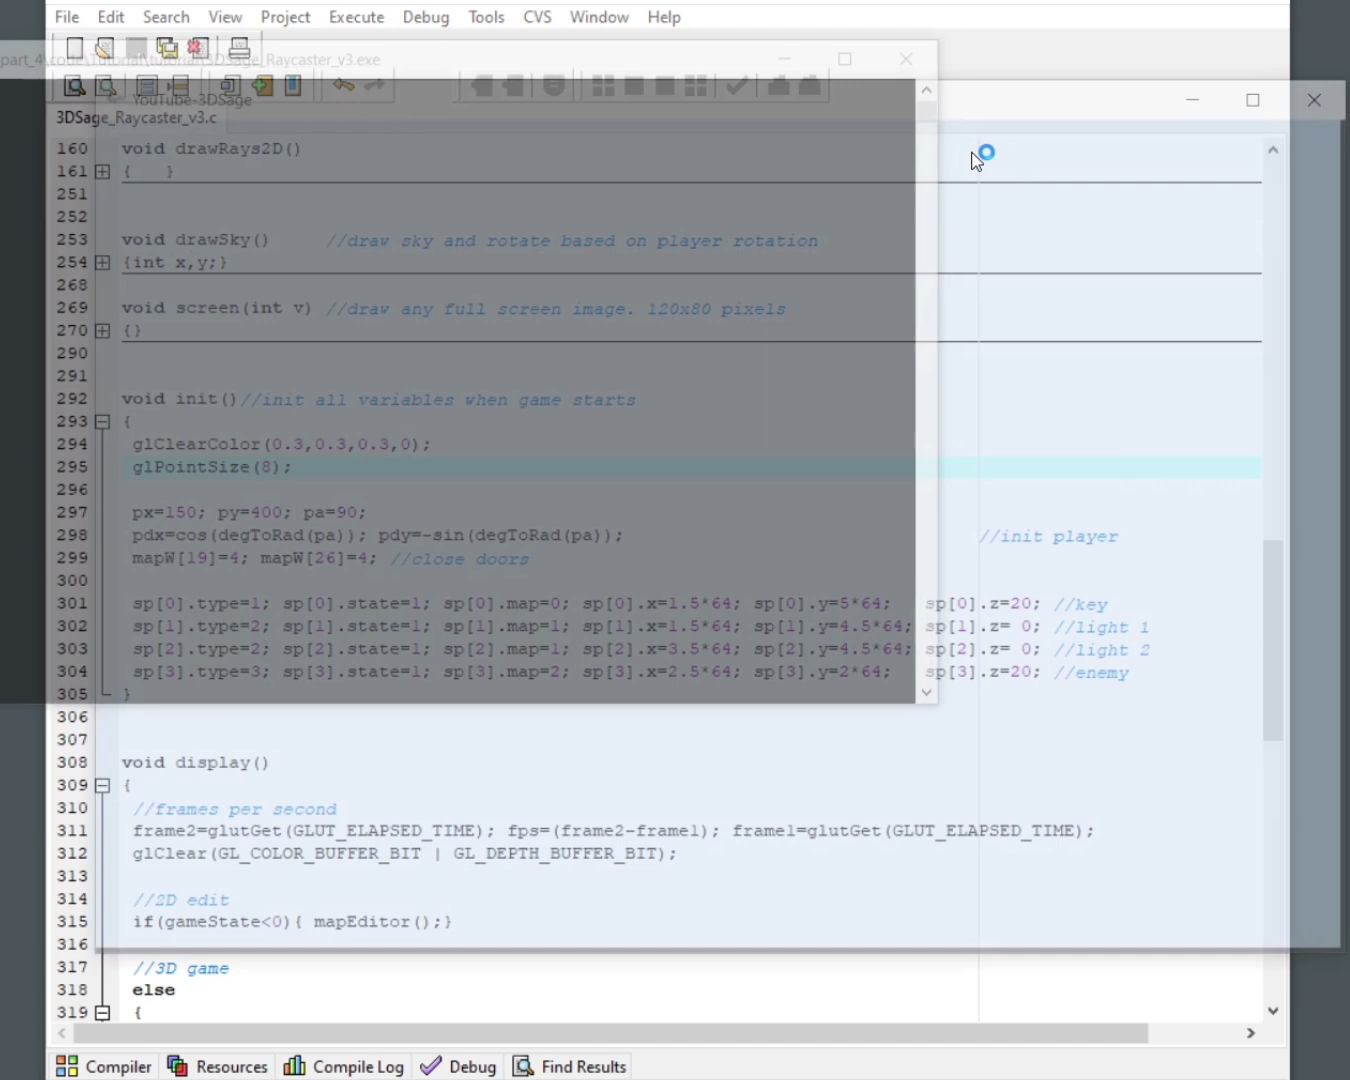 File Edit Search View Project Execute Debug Tools CVS Window Help
part_4\code\Tutorial\tutorial\3DSage_Raycaster_v3.exe
YouTube-3DSage
3DSage_Raycaster_v3.c
160 void drawRays2D()
161 { }
251
252
253 void drawSky() //draw sky and rotate based on player rotation
254 {int x,y;}
268
269 void screen(int v) //draw any full screen image. 120x80 pixels
270 {}
290
291
292 void init()//init all variables when game starts
293 {
294 glClearColor(0.3,0.3,0.3,0);
295 glPointSize(8);
296
297 px=150; py=400; pa=90;
298 pdx=cos(degToRad(pa)); pdy=-sin(degToRad(pa)); //init player
299 mapW[19]=4; mapW[26]=4; //close doors
300
301 sp[0].type=1; sp[0].state=1; sp[0].map=0; sp[0].x=1.5*64; sp[0].y=5*64; sp[0].z=20; //key
302 sp[1].type=2; sp[1].state=1; sp[1].map=1; sp[1].x=1.5*64; sp[1].y=4.5*64; sp[1].z= 0; //light 1
303 sp[2].type=2; sp[2].state=1; sp[2].map=1; sp[2].x=3.5*64; sp[2].y=4.5*64; sp[2].z= 0; //light 2
304 sp[3].type=3; sp[3].state=1; sp[3].map=2; sp[3].x=2.5*64; sp[3].y=2*64; sp[3].z=20; //enemy
305 }
306
307
308 void display()
309 {
310 //frames per second
311 frame2=glutGet(GLUT_ELAPSED_TIME); fps=(frame2-frame1); frame1=glutGet(GLUT_ELAPSED_TIME);
312 glClear(GL_COLOR_BUFFER_BIT | GL_DEPTH_BUFFER_BIT);
313
314 //2D edit
315 if(gameState<0){ mapEditor();}
316
317 //3D game
318 else
319 {
Compiler Resources Compile Log Debug Find Results